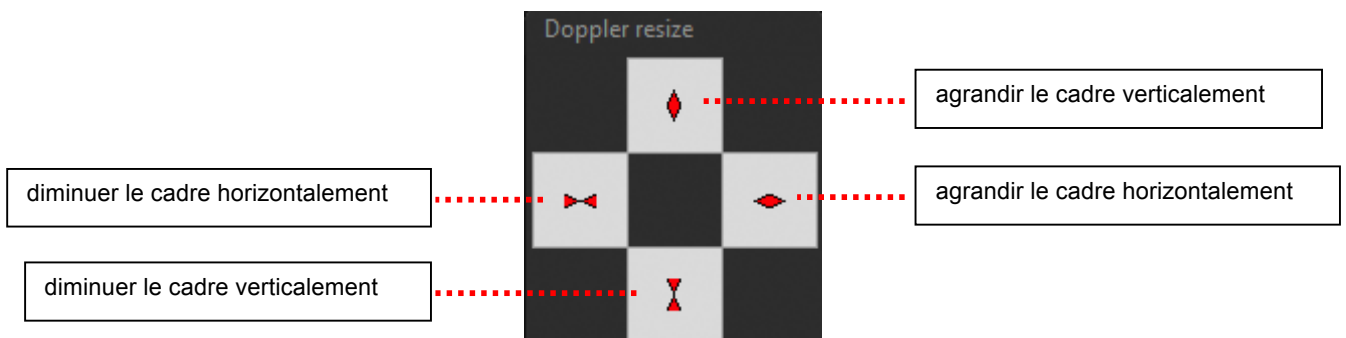 Doppler resize
agrandir le cadre verticalement
diminuer le cadre horizontalement
agrandir le cadre horizontalement
diminuer le cadre verticalement